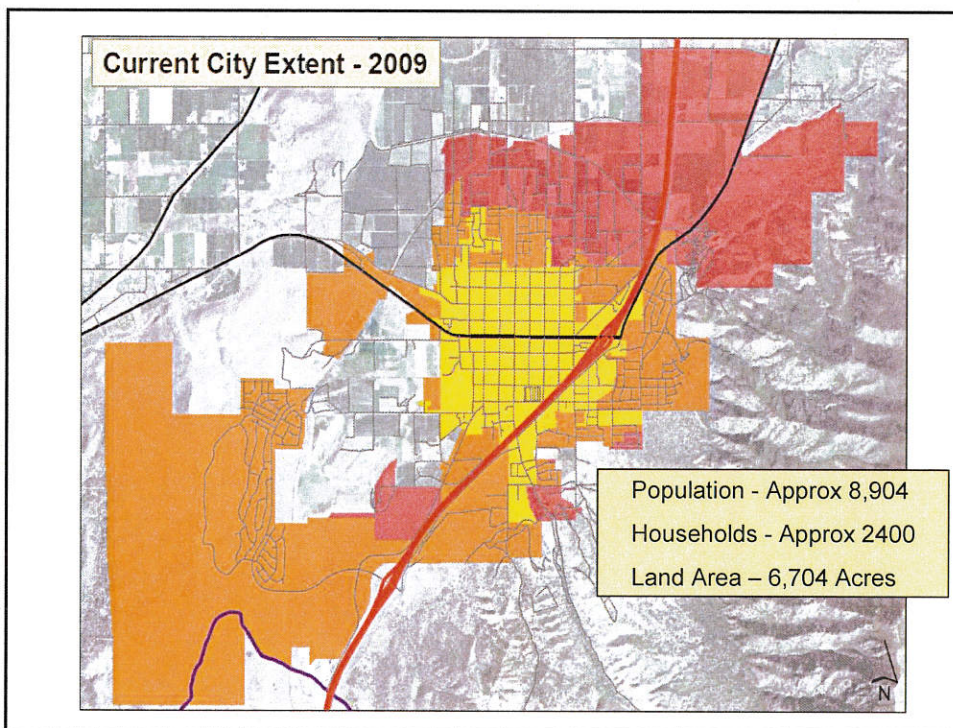 Current City Extent - 2009
Population - Approx 8,904
Households - Approx 2400
Land Area – 6,704 Acres
N